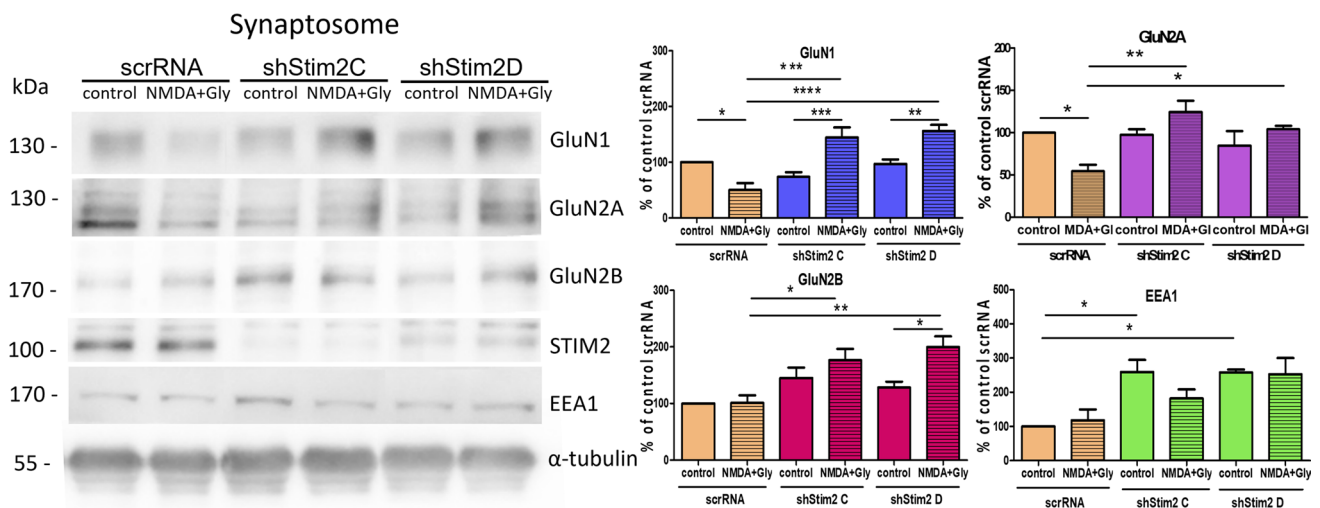 Synaptosome
scrRNA shStim2C shStim2D
kDa
control NMDA+Gly control NMDA+Gly control NMDA+Gly
130 - GluN1
130 - GluN2A
170 - GluN2B
100 - STIM2
170 - EEA1
55 - α-tubulin
GluN1
% of control scrRNA
300
200
100
0
* *** **** *** **
control NMDA+Gly control NMDA+Gly control NMDA+Gly
scrRNA shStim2 C shStim2 D
GluN2A
% of control scrRNA
200
150
100
50
0
* ** *
control MDA+Gl control MDA+Gl control MDA+Gl
scrRNA shStim2 C shStim2 D
GluN2B
% of control scrRNA
300
200
100
0
* ** *
control NMDA+Gly control NMDA+Gly control NMDA+Gly
scrRNA shStim2 C shStim2 D
EEA1
% of control scrRNA
500
400
300
200
100
0
* *
control NMDA+Gly control NMDA+Gly control NMDA+Gly
scrRNA shStim2 C shStim2 D